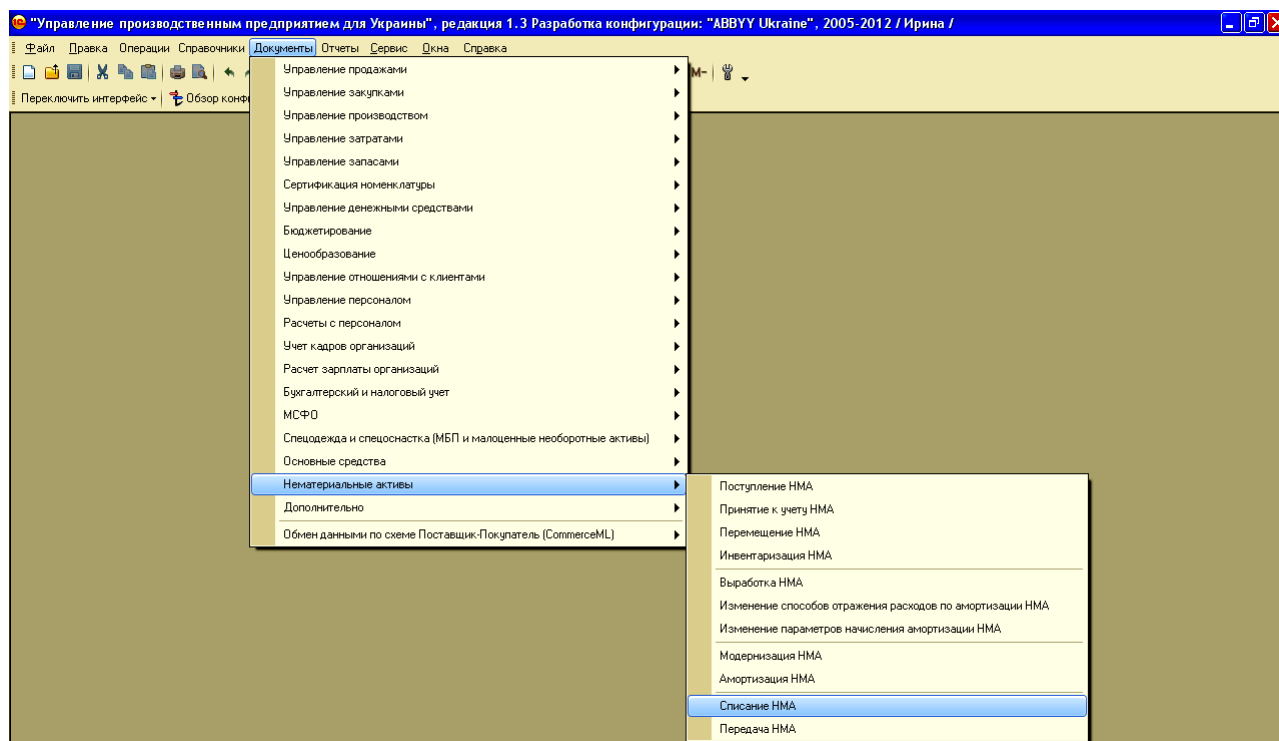 "Управление производственным предприятием для Украины", редакция 1.3 Разработка конфигурации: "ABBYY Ukraine", 2005-2012 / Ирина /
Файл Правка Операции Справочники Документы Отчеты Сервис Окна Справка
M-
Переключить интерфейс Обзор конф
Управление продажами
Управление закупками
Управление производством
Управление затратами
Управление запасами
Сертификация номенклатуры
Управление денежными средствами
Бюджетирование
Ценообразование
Управление отношениями с клиентами
Управление персоналом
Расчеты с персоналом
Учет кадров организаций
Расчет зарплаты организаций
Бухгалтерский и налоговый учет
МСФО
Спецодежда и спецоснастка (МБП и малоценные необоротные активы)
Основные средства
Нематериальные активы
Дополнительно
Обмен данными по схеме Поставщик-Покупатель (CommerceML)
Поступление НМА
Принятие к учету НМА
Перемещение НМА
Инвентаризация НМА
Выработка НМА
Изменение способов отражения расходов по амортизации НМА
Изменение параметров начисления амортизации НМА
Модернизация НМА
Амортизация НМА
Списание НМА
Передача НМА